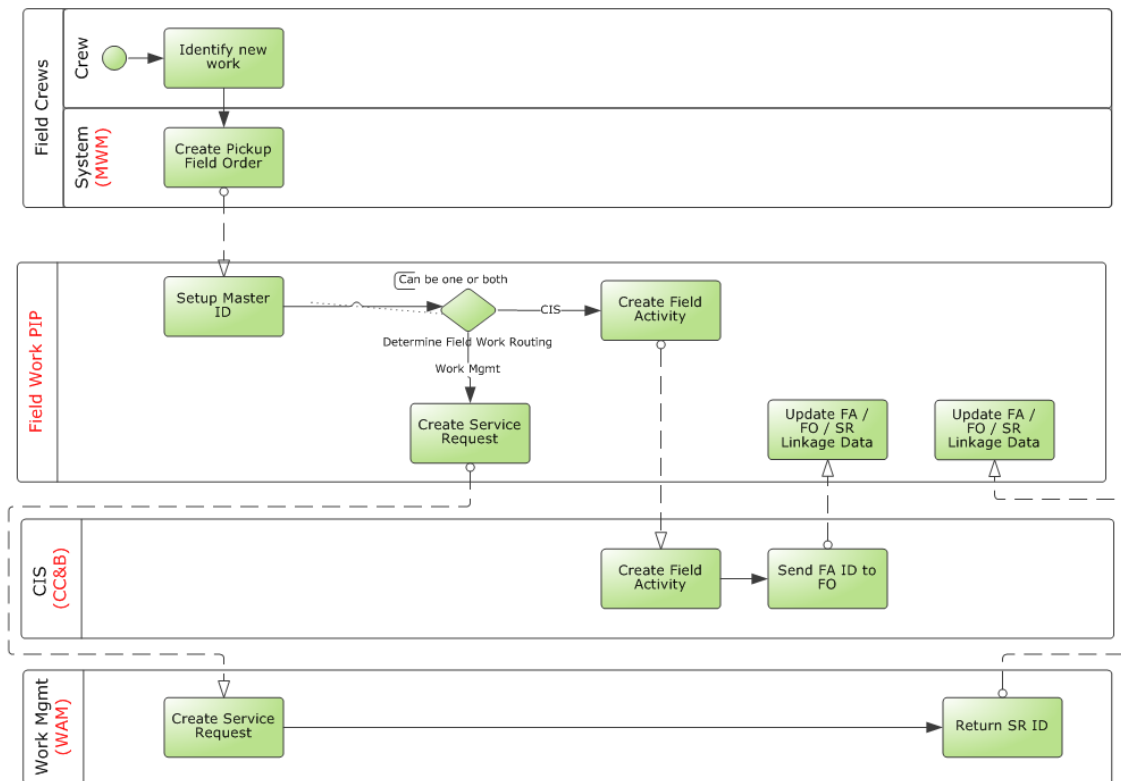 Field Crews
Crew
Identify new
work
System
(MWM)
Create Pickup
Field Order
Field Work PIP
Setup Master
ID
Can be one or both
Determine Field Work Routing
CIS
Work Mgmt
Create Field
Activity
Create Service
Request
Update FA /
FO / SR
Linkage Data
Update FA /
FO / SR
Linkage Data
CIS
(CC&B)
Create Field
Activity
Send FA ID to
FO
Work Mgmt
(WAM)
Create Service
Request
Return SR ID